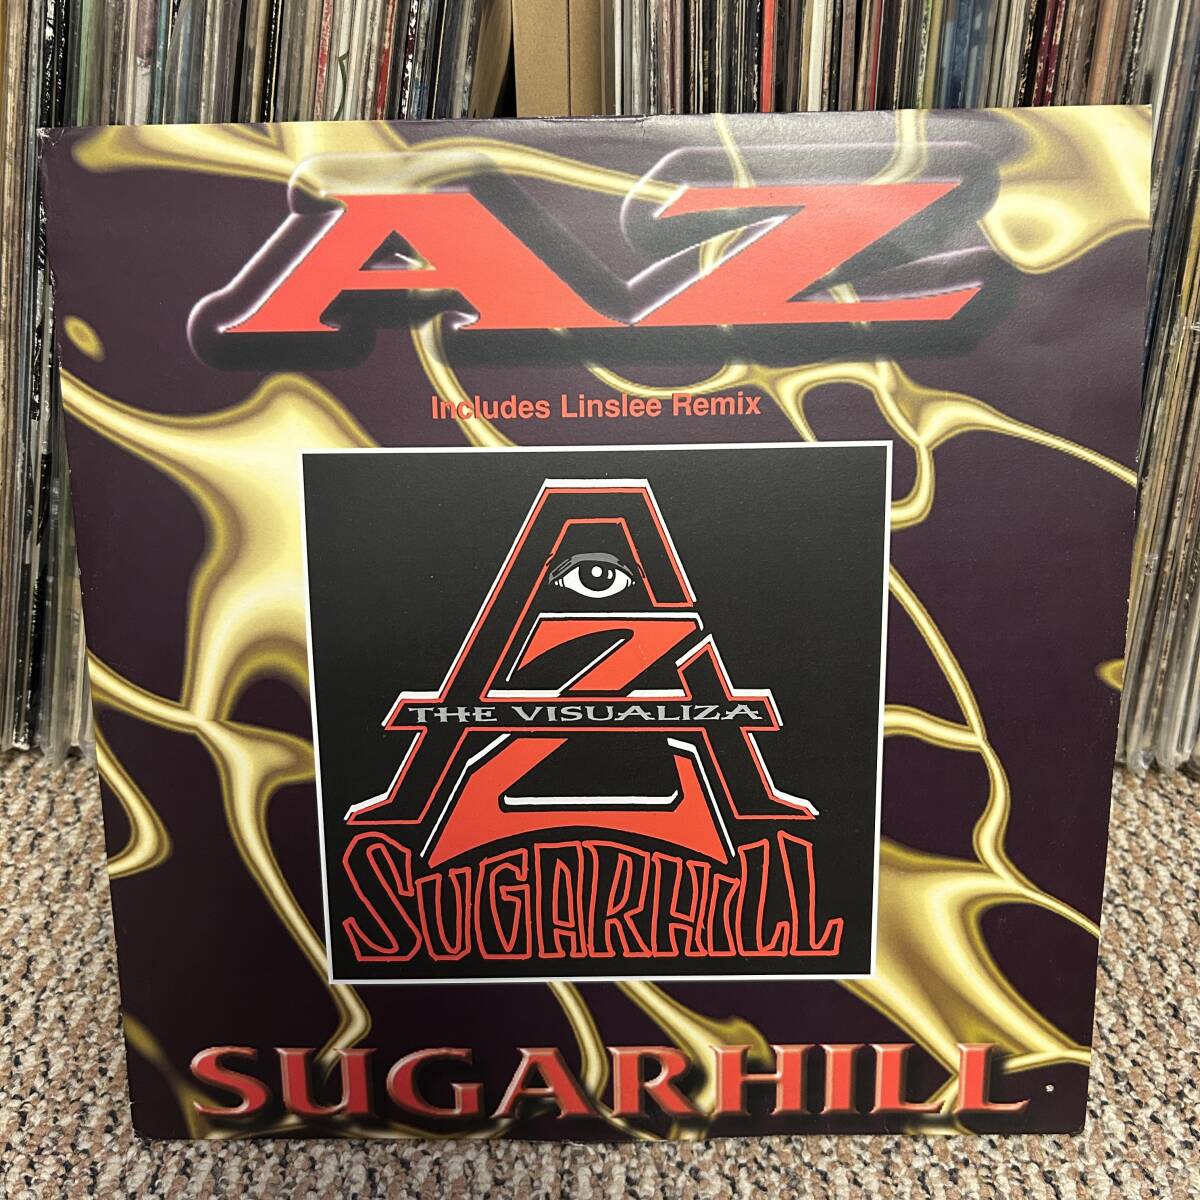 AZ
Includes Linslee Remix
AZ
THE VISUALIZA
SUGARHILL
SUGARHILL